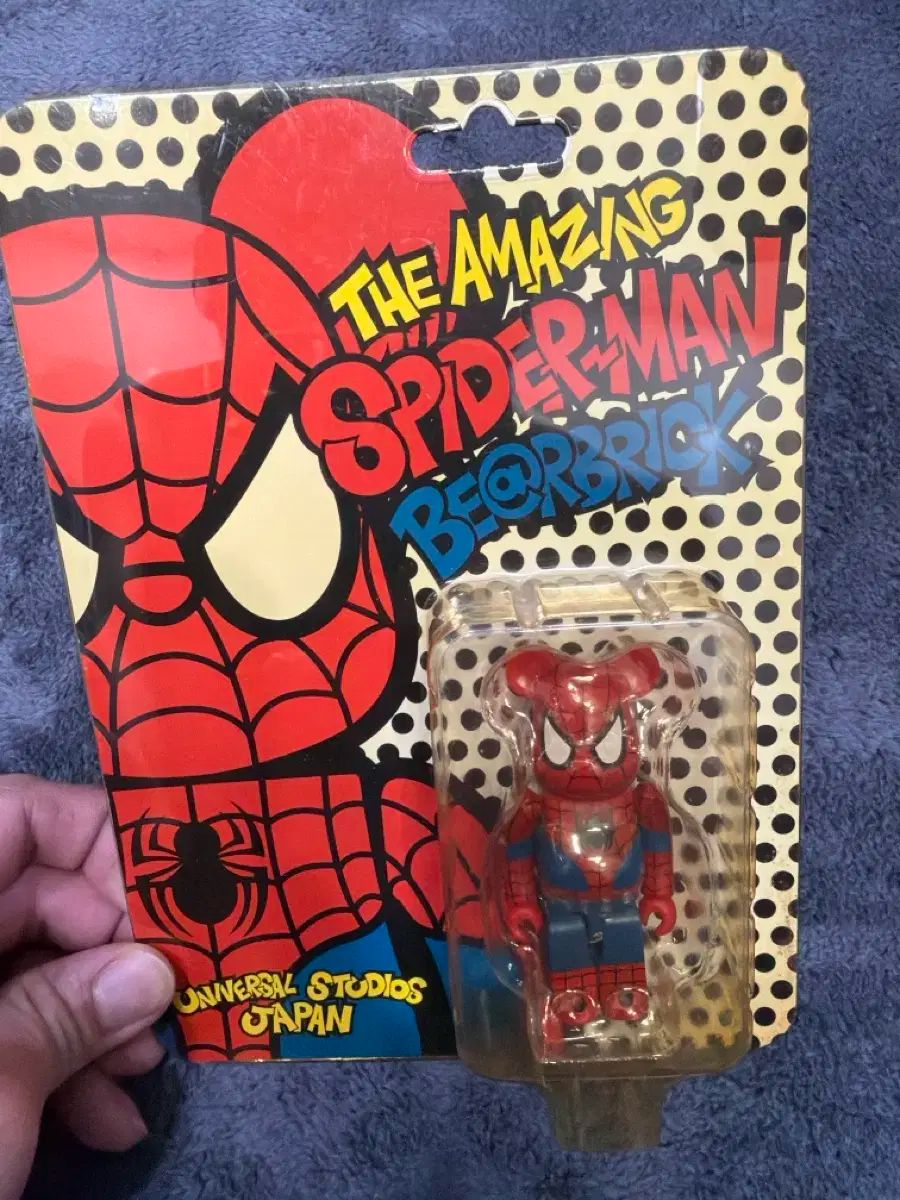 THE AMAZING
SPIDER-MAN
BE@RBRICK
UNIVERSAL STUDIOS
JAPAN